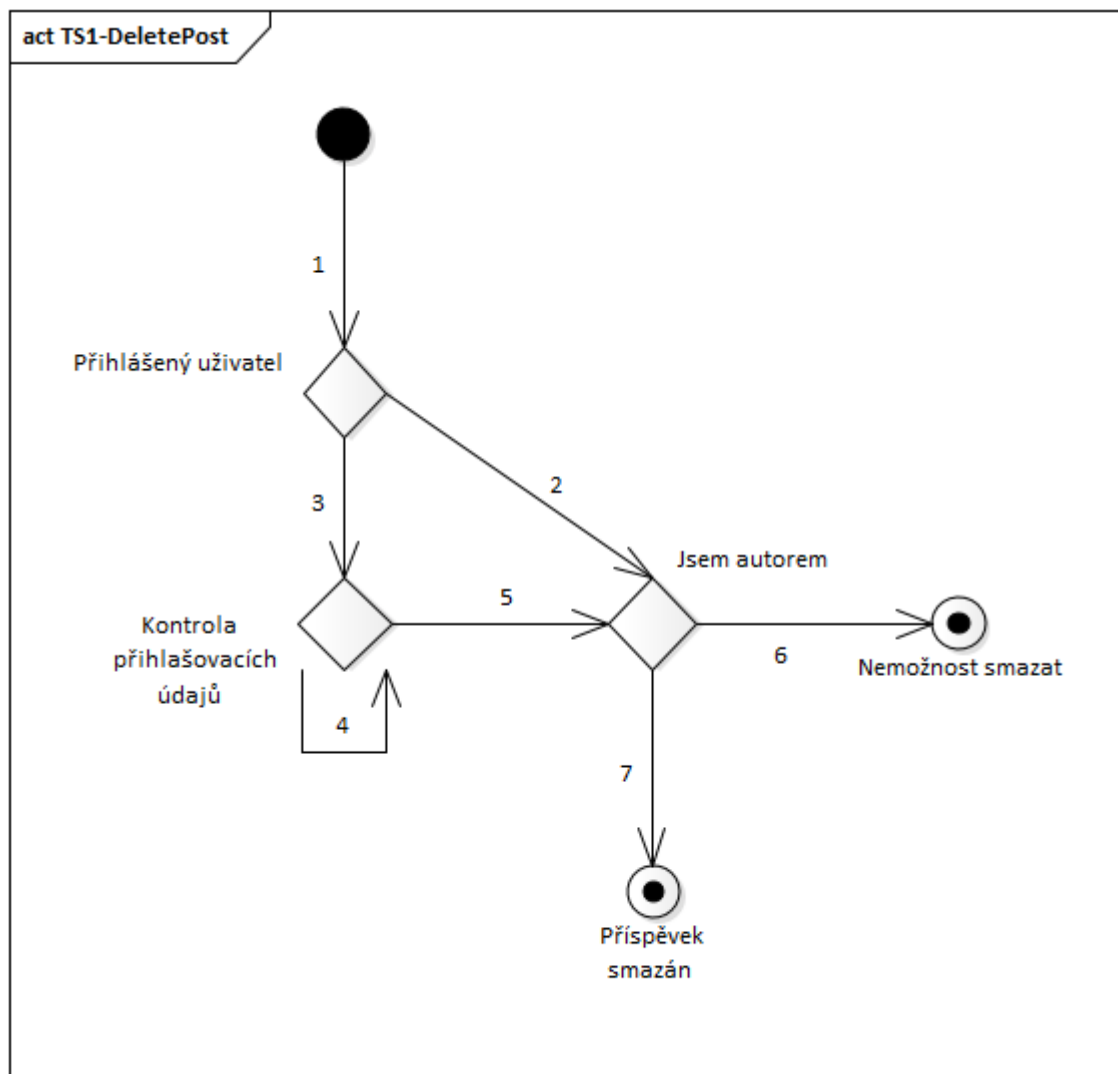 act TS1-DeletePost
1
Přihlášený uživatel
2
3
Jsem autorem
5
Kontrola
přihlašovacích
údajů
6
Nemožnost smazat
4
7
Příspěvek
smazán